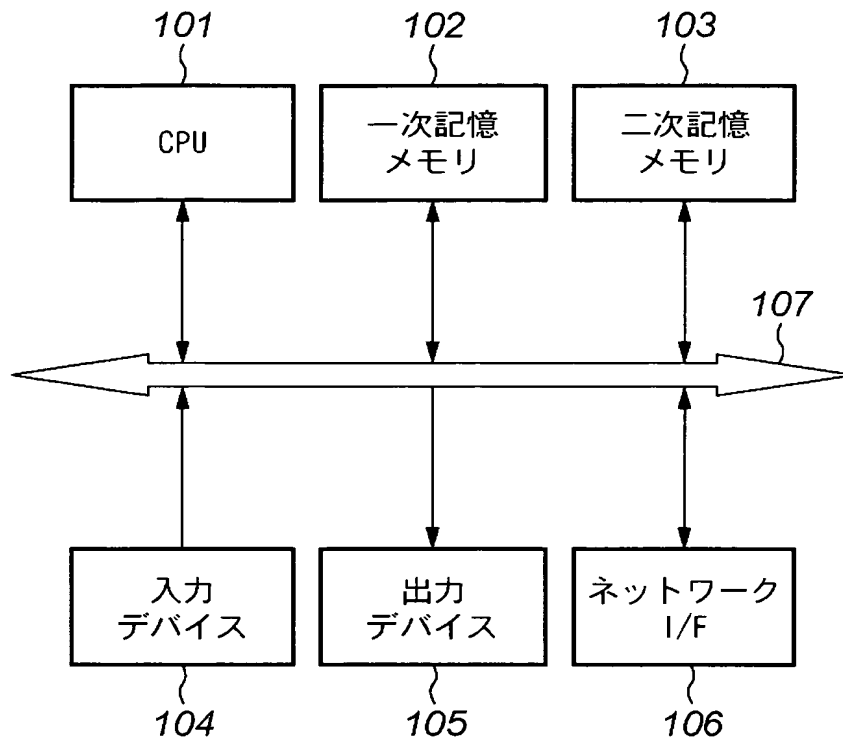 101
102
103
CPU
一次記憶
メモリ
二次記憶
メモリ
107
入力
デバイス
出力
デバイス
ネットワーク
I/F
104
105
106